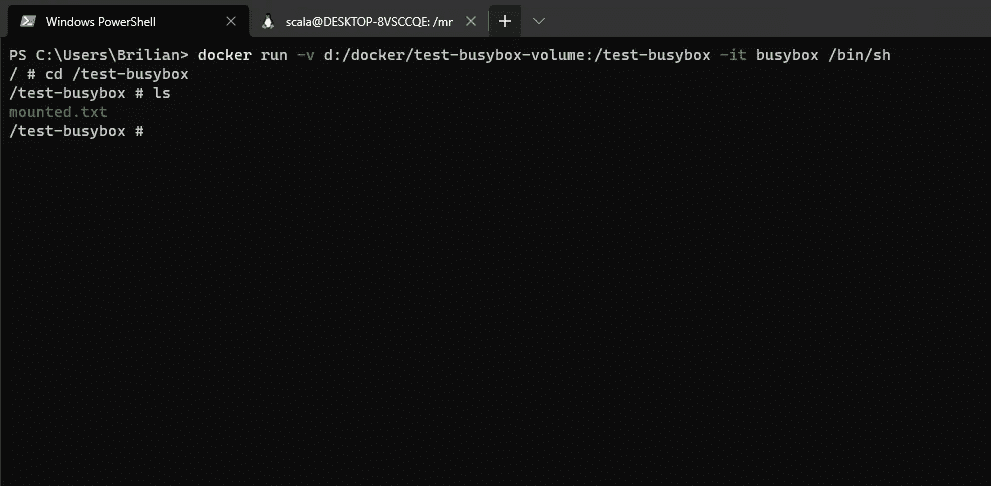 Windows PowerShell
scala@DESKTOP-8VSCCQE: /mr
PS C:\Users\Brilian> docker run -v d:/docker/test-busybox-volume:/test-busybox -it busybox /bin/sh
/ # cd /test-busybox
/test-busybox # ls
mounted.txt
/test-busybox #